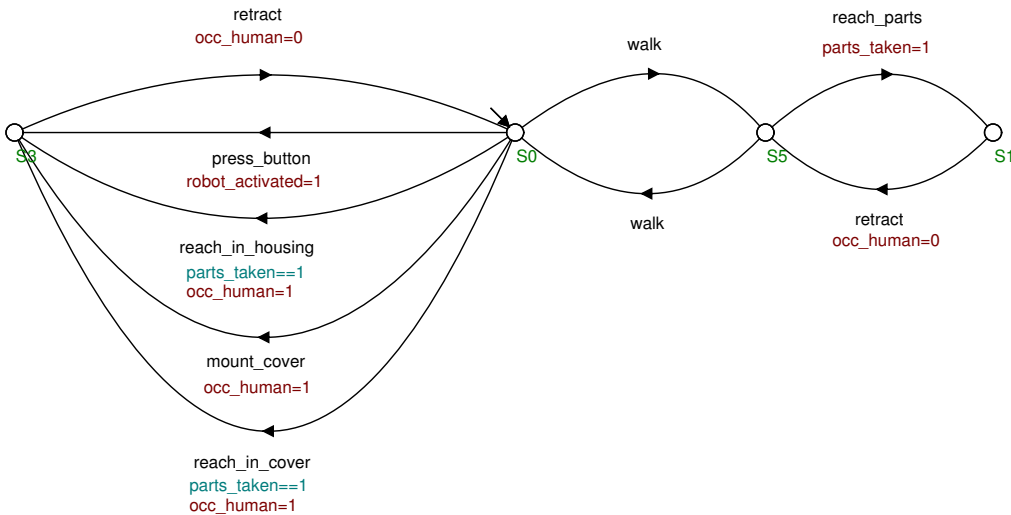 retract
occ_human=0
walk
reach_parts
parts_taken=1
S3
press_button
robot_activated=1
S0
S5
S1
reach_in_housing
parts_taken==1
occ_human=1
walk
retract
occ_human=0
mount_cover
occ_human=1
reach_in_cover
parts_taken==1
occ_human=1